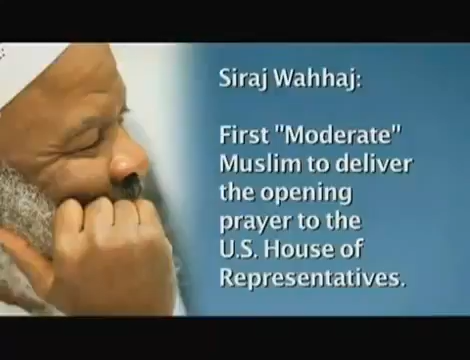 Siraj Wahhaj:
First "Moderate"
Muslim to deliver
the opening
prayer to the
U.S. House of
Representatives.